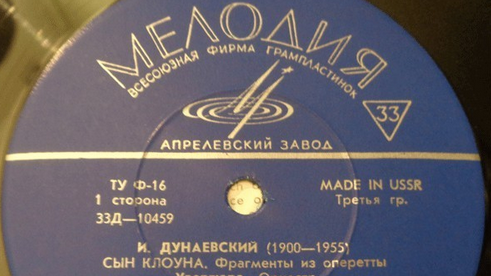 МЕЛОДИЯ
ВСЕСОЮЗНАЯ ФИРМА ГРАМПЛАСТИНОК
33
АПРЕЛЕВСКИЙ ЗАВОД
ТУ Ф-16
MADE IN USSR
1 сторона
Третья гр.
33Д—10459
И. ДУНАЕВСКИЙ (1900—1955)
СЫН КЛОУНА. Фрагменты из оперетты